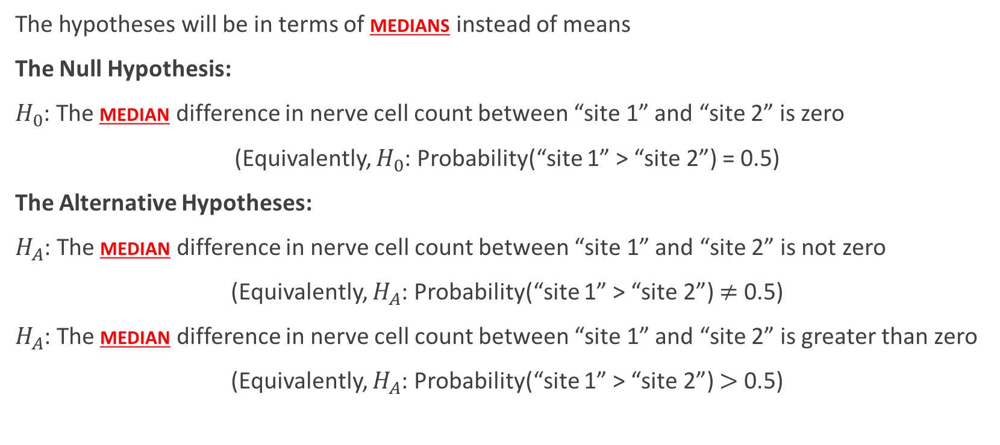 The hypotheses will be in terms of MEDIANS instead of means
The Null Hypothesis:
H₀: The MEDIAN difference in nerve cell count between “site 1” and “site 2” is zero
(Equivalently, H₀: Probability(“site 1” > “site 2”) = 0.5)
The Alternative Hypotheses:
H_A: The MEDIAN difference in nerve cell count between “site 1” and “site 2” is not zero
(Equivalently, H_A: Probability(“site 1” > “site 2”) ≠ 0.5)
H_A: The MEDIAN difference in nerve cell count between “site 1” and “site 2” is greater than zero
(Equivalently, H_A: Probability(“site 1” > “site 2”) > 0.5)